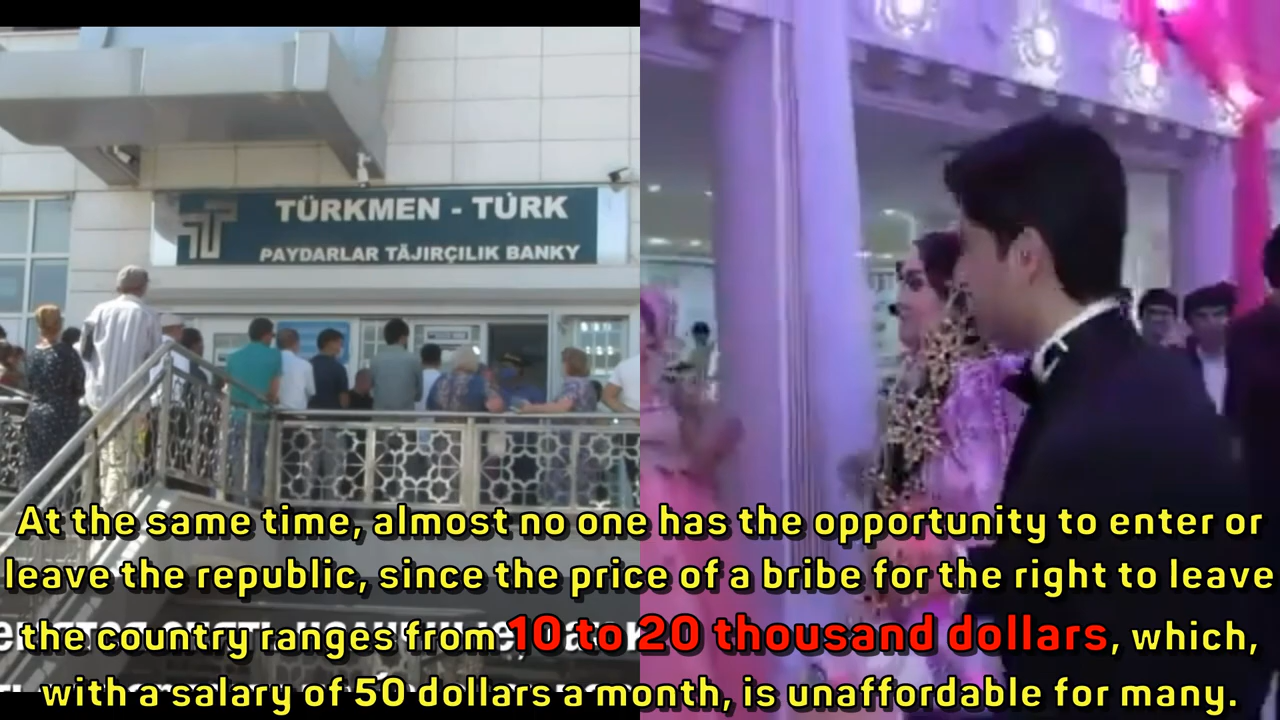 TÜRKMEN - TÜRK
PAYDARLAR TÄJIRÇILIK BANKY
At the same time, almost no one has the opportunity to enter or
leave the republic, since the price of a bribe for the right to leave
the country ranges from 10 to 20 thousand dollars, which,
with a salary of 50 dollars a month, is unaffordable for many.